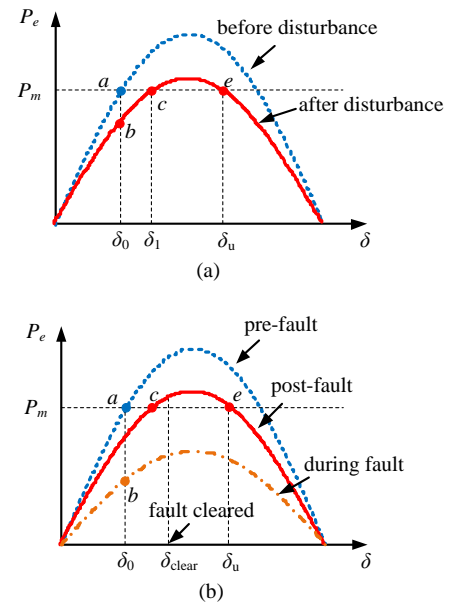 P_e
before disturbance
P_m
a
e
c
b
after disturbance
δ_0
δ_1
δ_u
δ
(a)
P_e
pre-fault
a
c
e
post-fault
P_m
b
during fault
fault cleared
δ_0
δ_clear
δ_u
δ
(b)